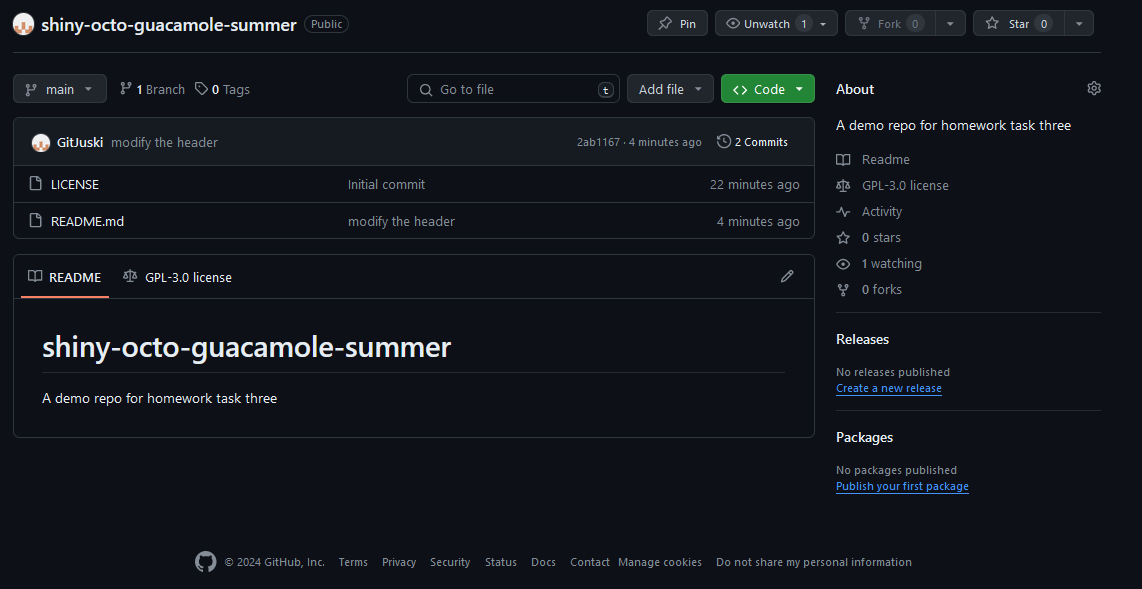 shiny-octo-guacamole-summer Public Pin Unwatch 1 Fork 0 Star 0
main 1 Branch 0 Tags Go to file t Add file Code
GitJuski modify the header 2ab1167 · 4 minutes ago 2 Commits
LICENSE Initial commit 22 minutes ago
README.md modify the header 4 minutes ago
README GPL-3.0 license
shiny-octo-guacamole-summer
A demo repo for homework task three
About
A demo repo for homework task three
Readme
GPL-3.0 license
Activity
0 stars
1 watching
0 forks
Releases
No releases published
Create a new release
Packages
No packages published
Publish your first package
© 2024 GitHub, Inc. Terms Privacy Security Status Docs Contact Manage cookies Do not share my personal information